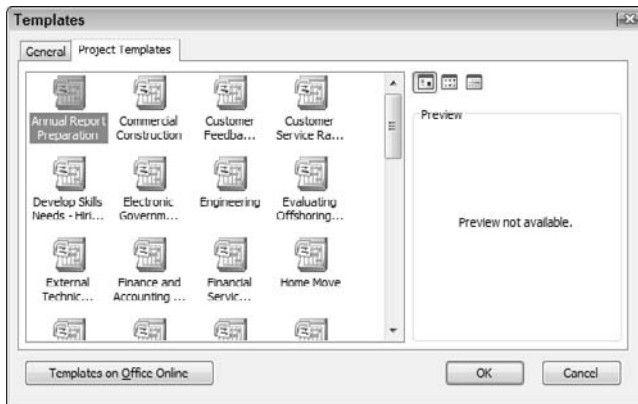 Templates
General
Project Templates
Annual Report
Preparation
Commercial
Construction
Customer
Feedba...
Customer
Service Ra...
Develop Skills
Needs - Hiri...
Electronic
Governm...
Engineering
Evaluating
Offshoring...
External
Technic...
Finance and
Accounting ...
Financial
Servic...
Home Move
Preview
Preview not available.
Templates on Office Online
OK
Cancel